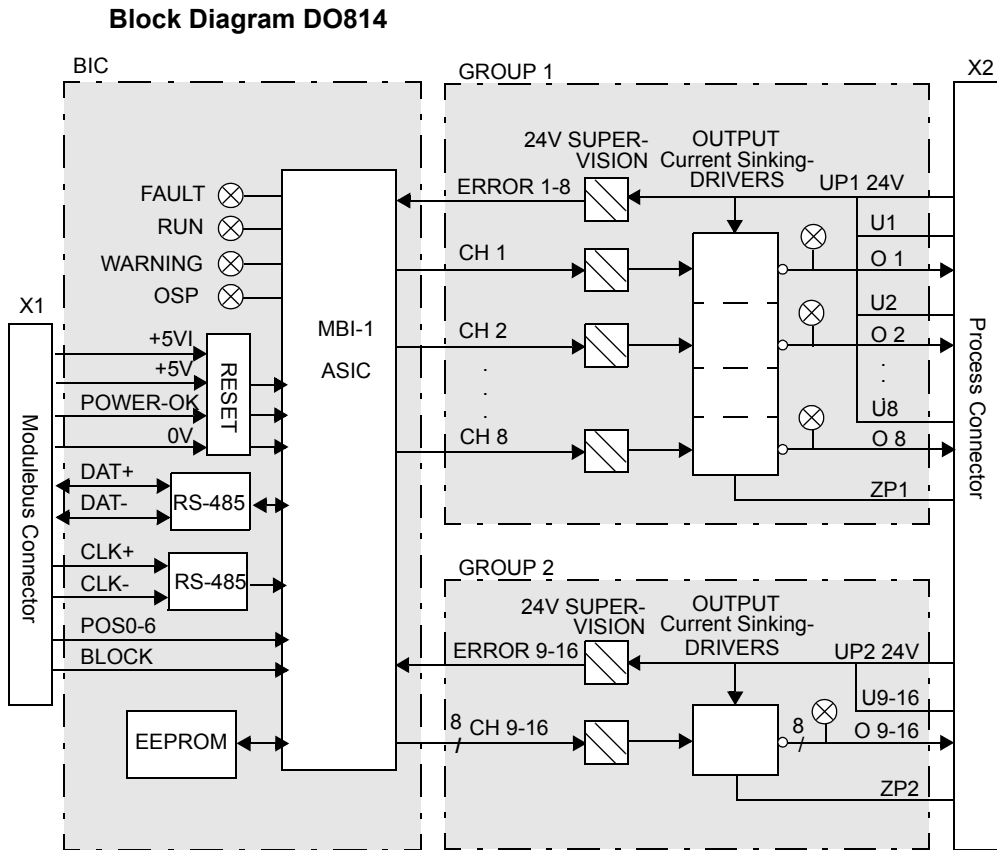 Block Diagram DO814
BIC
GROUP 1
X2
24V SUPER-
VISION
OUTPUT
Current Sinking-
DRIVERS
FAULT
RUN
WARNING
OSP
ERROR 1-8
UP1 24V
U1
CH 1
O 1
U2
CH 2
O 2
.
.
.
.
.
.
U8
CH 8
O 8
ZP1
X1
MBI-1
ASIC
+5VI
+5V
POWER-OK
0V
RESET
Modulebus Connector
Process Connector
DAT+
DAT-
RS-485
CLK+
CLK-
RS-485
POS0-6
BLOCK
EEPROM
GROUP 2
24V SUPER-
VISION
OUTPUT
Current Sinking-
DRIVERS
ERROR 9-16
UP2 24V
U9-16
8
/
CH 9-16
8
/
O 9-16
ZP2